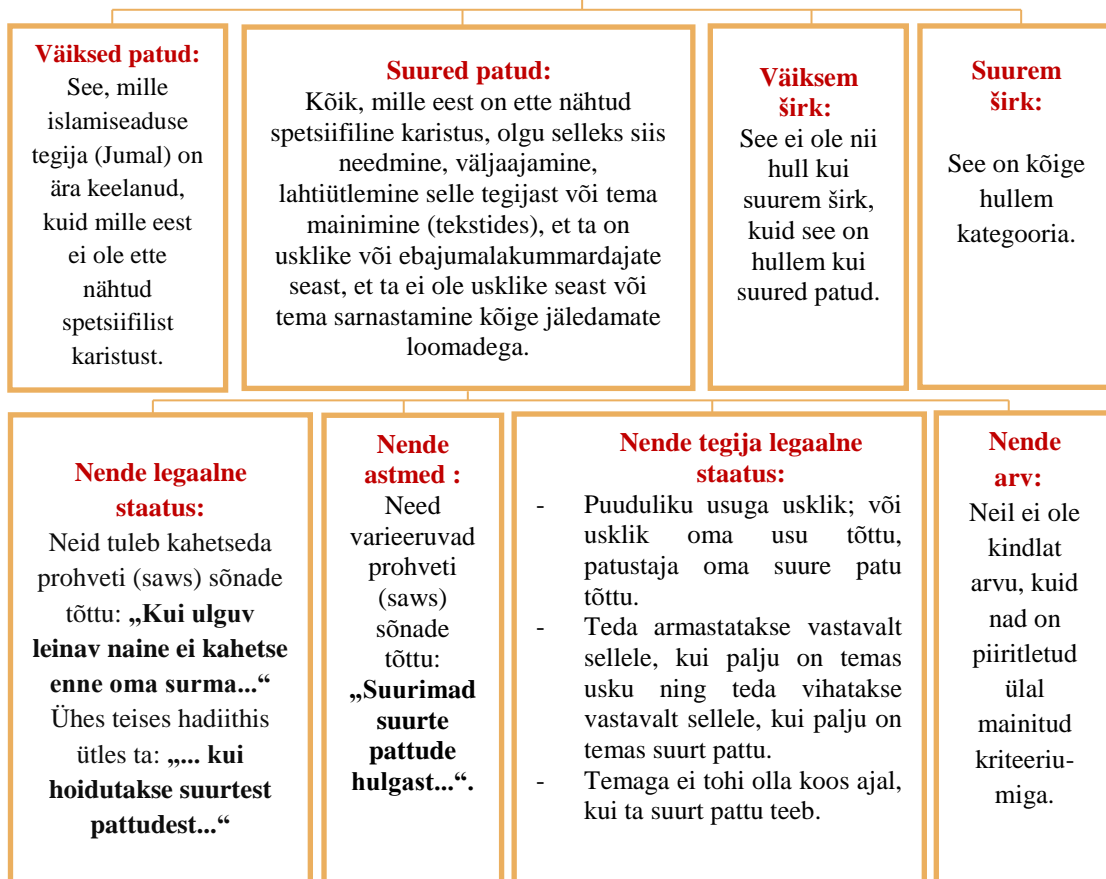 Väiksed patud:
See, mille
islamiseaduse
tegija (Jumal) on
ära keelanud,
kuid mille eest
ei ole ette
nähtud
spetsiifilist
karistust.
Suured patud:
Kõik, mille eest on ette nähtud
spetsiifiline karistus, olgu selleks siis
needmine, väljaajamine,
lahtiütlemine selle tegijast või tema
mainimine (tekstides), et ta on
usklike või ebajumalakummardajate
seast, et ta ei ole usklike seast või
tema sarnastamine kõige jäledamate
loomadega.
Väiksem
širk:
See ei ole nii
hull kui
suurem širk,
kuid see on
hullem kui
suured patud.
Suurem
širk:
See on kõige
hullem
kategooria.
Nende legaalne
staatus:
Neid tuleb kahetseda
prohveti (saws) sõnade
tõttu: „Kui ulguv
leinav naine ei kahetse
enne oma surma...“
Ühes teises hadiithis
ütles ta: „... kui
hoidutakse suurtest
pattudest...“
Nende
astmed :
Need
varieeruvad
prohveti
(saws)
sõnade
tõttu:
„Suurimad
suurte
pattude
hulgast...“.
Nende tegija legaalne
staatus:
- Puuduliku usuga usklik; või
usklik oma usu tõttu,
patustaja oma suure patu
tõttu.
- Teda armastatakse vastavalt
sellele, kui palju on temas
usku ning teda vihatakse
vastavalt sellele, kui palju on
temas suurt pattu.
- Temaga ei tohi olla koos ajal,
kui ta suurt pattu teeb.
Nende
arv:
Neil ei ole
kindlat
arvu, kuid
nad on
piiritletud
ülal
mainitud
kriteeriu-
miga.